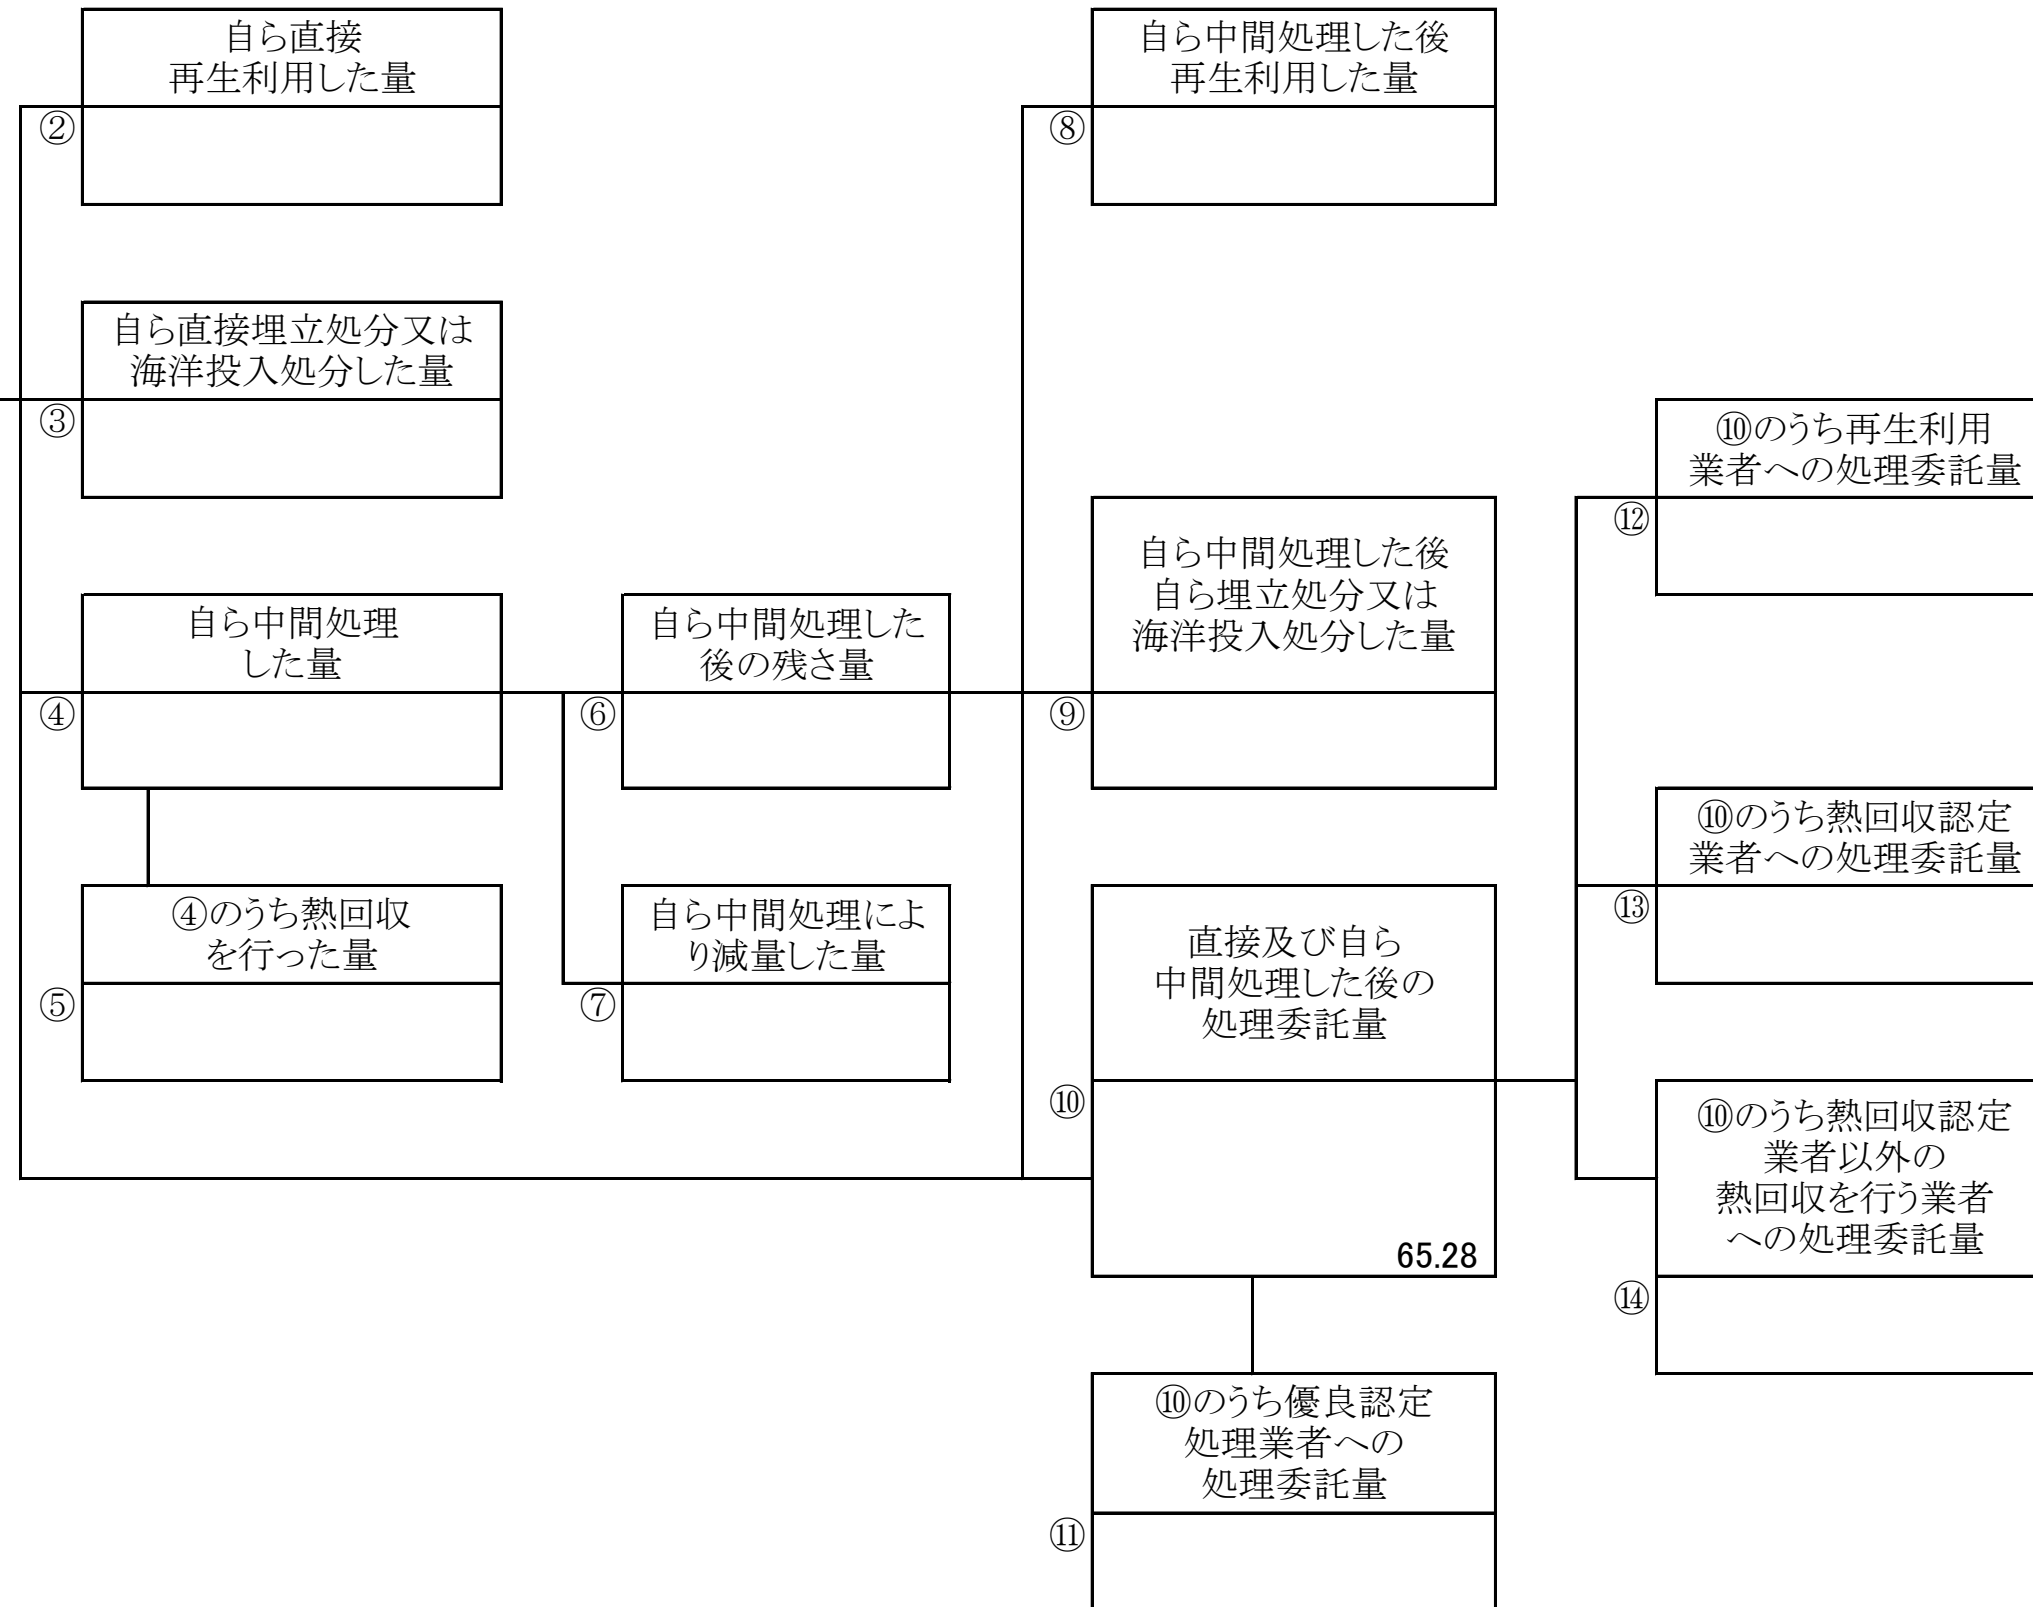 自ら直接
再生利用した量
②
自ら中間処理した後
再生利用した量
⑧
自ら直接埋立処分又は
海洋投入処分した量
③
⑩のうち再生利用
業者への処理委託量
⑫
自ら中間処理した後
自ら埋立処分又は
海洋投入処分した量
⑨
自ら中間処理
した量
④
自ら中間処理した
後の残さ量
⑥
⑩のうち熱回収認定
業者への処理委託量
⑬
④のうち熱回収
を行った量
⑤
自ら中間処理によ
り減量した量
⑦
直接及び自ら
中間処理した後の
処理委託量
⑩
65.28
⑩のうち熱回収認定
業者以外の
熱回収を行う業者
への処理委託量
⑭
⑩のうち優良認定
処理業者への
処理委託量
⑪